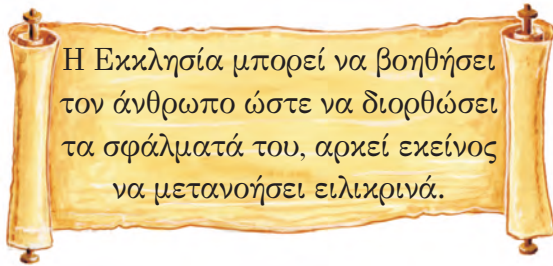 Η Εκκλησία μπορεί να βοηθήσει
τον άνθρωπο ώστε να διορθώσει
τα σφάλματά του, αρκεί εκείνος
να μετανοήσει ειλικρινά.